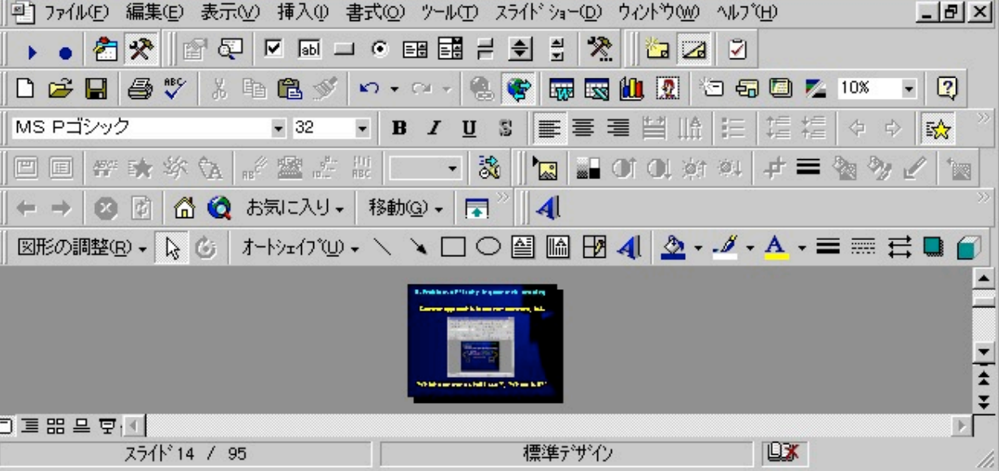 ファイル(F) 編集(E) 表示(V) 挿入(I) 書式(O) ツール(T) スライド ショー(D) ウィンドウ(W) ヘルプ(H)
abl
ABC 10%
MS Pゴシック 32 B I U S
お気に入り 移動(G)
図形の調整(R) オートシェイプ(U) A
スライド 14 / 95 標準デザイン